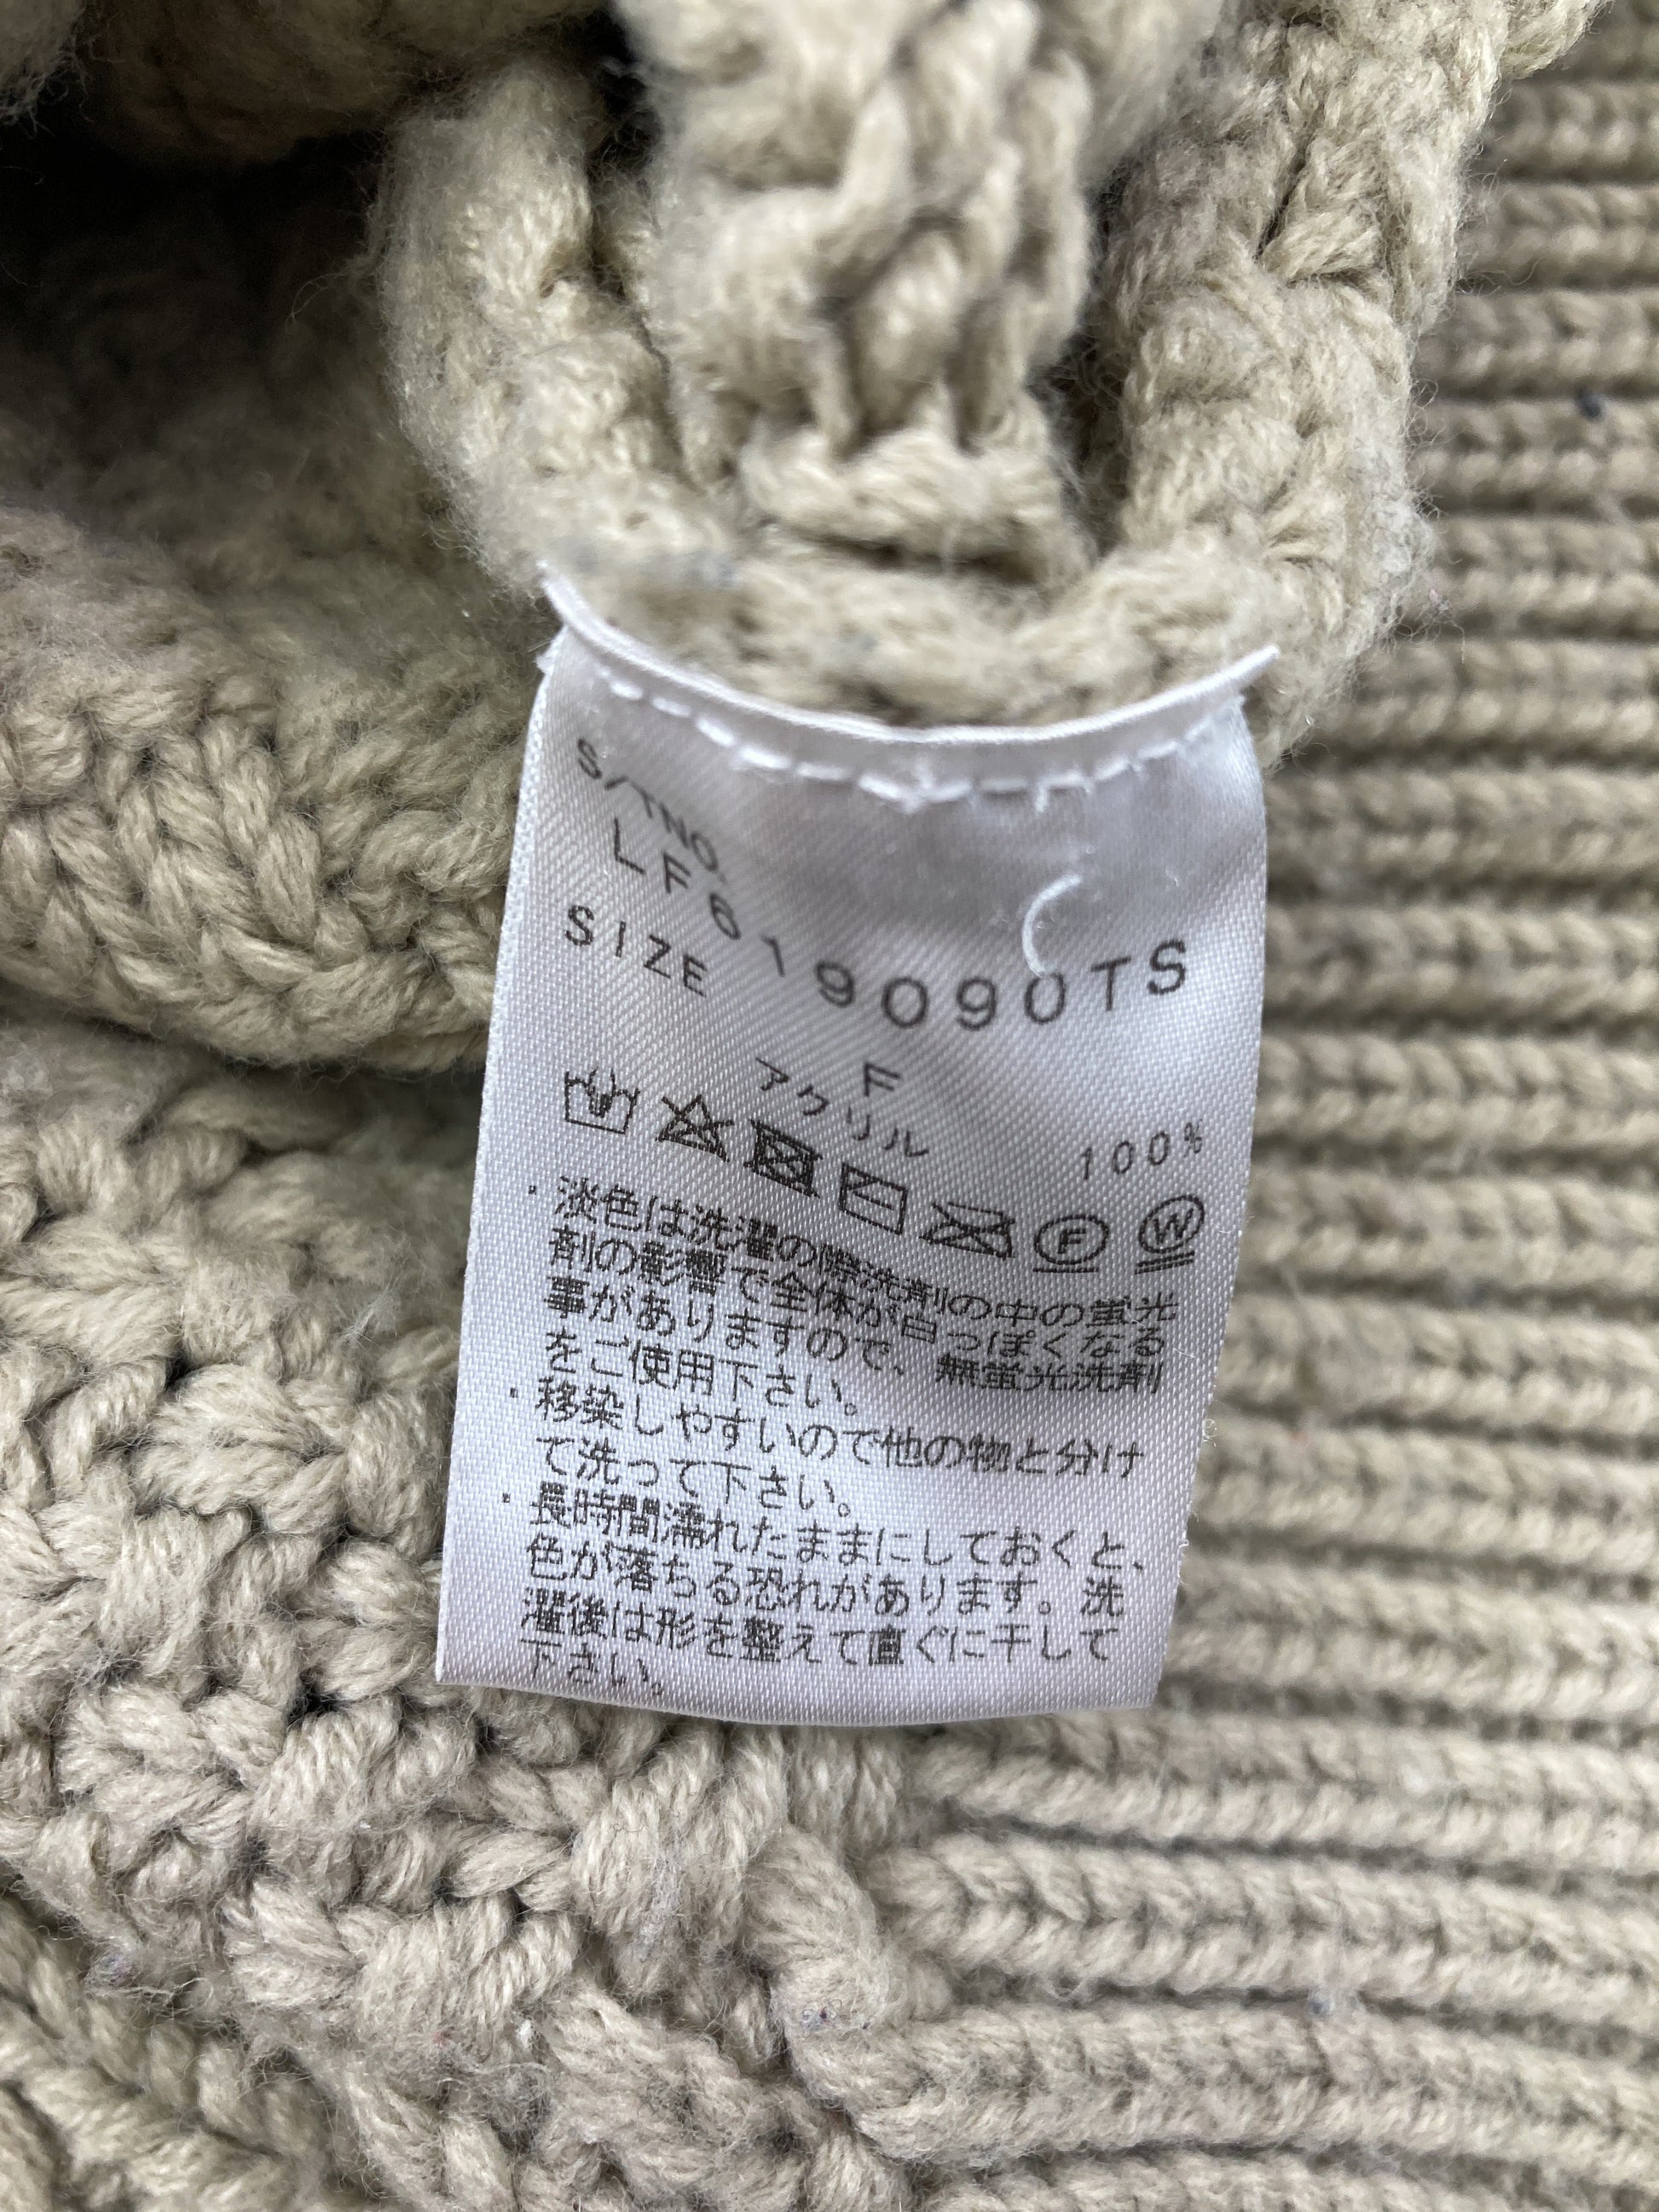 S/TNO.
LF619090TS
SIZE
F
アクリル 100%
Ⓕ Ⓦ
・淡色は洗濯の際洗剤の中の蛍光
剤の影響で全体が白っぽくなる
事がありますので、無蛍光洗剤
をご使用下さい。
・移染しやすいので他の物と分け
て洗って下さい。
・長時間濡れたままにしておくと、
色が落ちる恐れがあります。洗
濯後は形を整えて直ぐに干して
下さい。